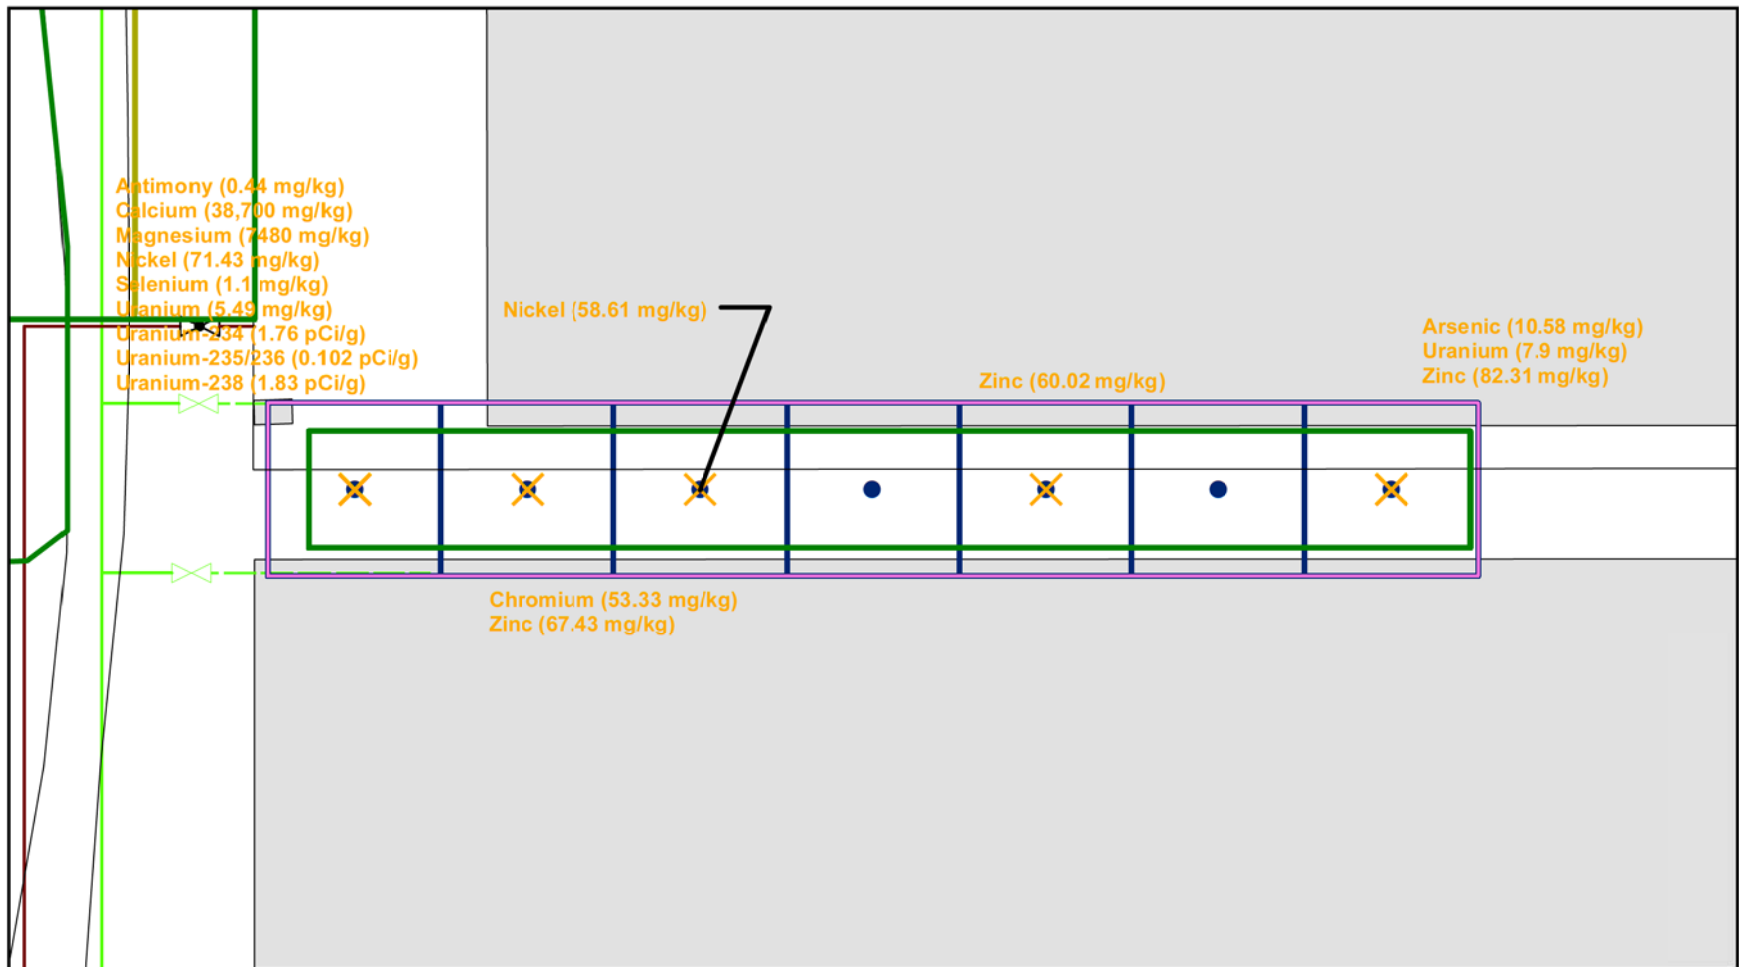 Antimony (0.44 mg/kg)
Calcium (38,700 mg/kg)
Magnesium (7480 mg/kg)
Nickel (71.43 mg/kg)
Selenium (1.1 mg/kg)
Uranium (5.49 mg/kg)
Uranium-234 (1.76 pCi/g)
Uranium-235/236 (0.102 pCi/g)
Uranium-238 (1.83 pCi/g)
Nickel (58.61 mg/kg)
Zinc (60.02 mg/kg)
Arsenic (10.58 mg/kg)
Uranium (7.9 mg/kg)
Zinc (82.31 mg/kg)
Chromium (53.33 mg/kg)
Zinc (67.43 mg/kg)